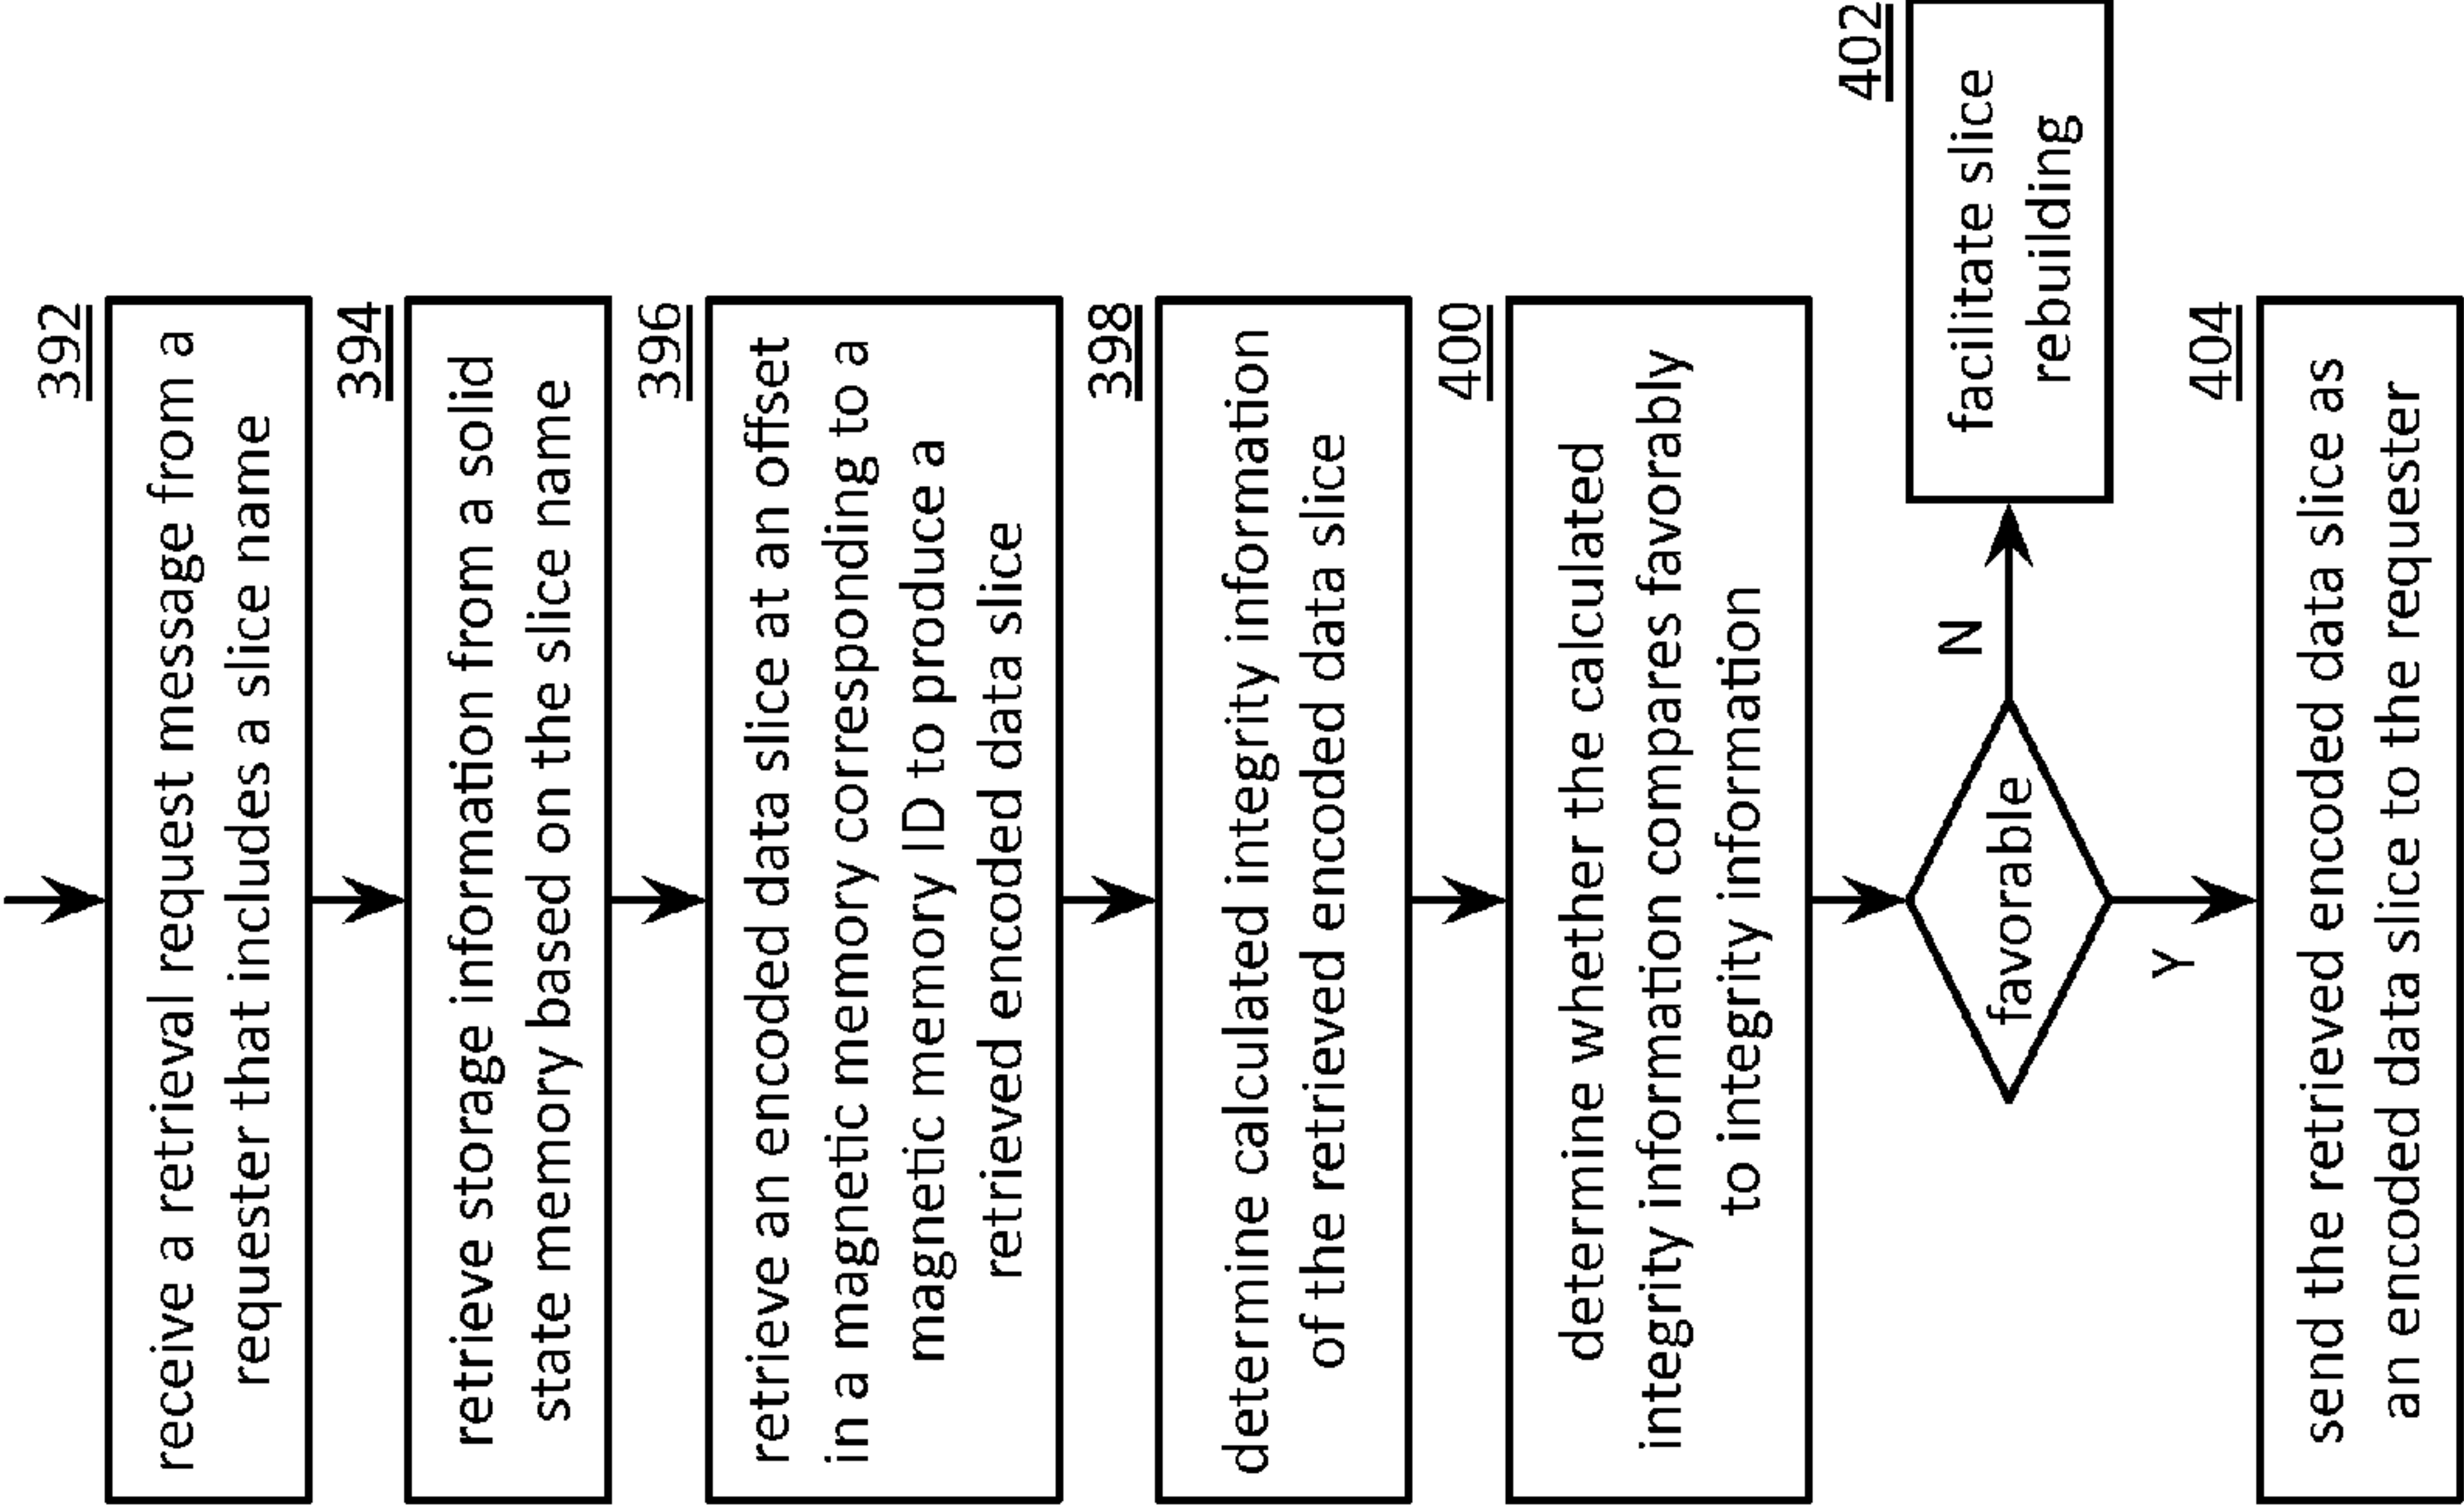 392
receive a retrieval request message from a
requester that includes a slice name
394
retrieve storage information from a solid
state memory based on the slice name
396
retrieve an encoded data slice at an offset
in a magnetic memory corresponding to a
magnetic memory ID to produce a
retrieved encoded data slice
398
determine calculated integrity information
of the retrieved encoded data slice
400
determine whether the calculated
integrity information compares favorably
to integrity information
favorable
N
402
facilitate slice
rebuilding
Y
404
send the retrieved encoded data slice as
an encoded data slice to the requester